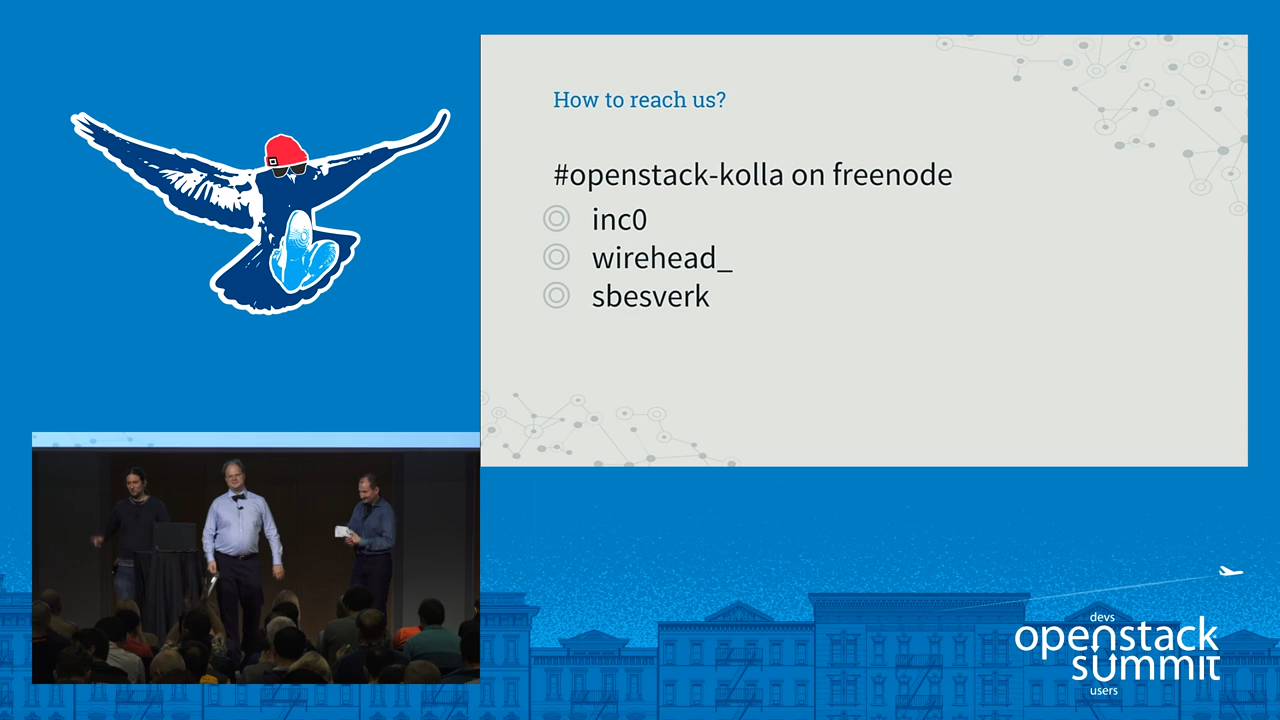 How to reach us?
#openstack-kolla on freenode
inc0
wirehead_
sbesverk
devs
openstack
summit
users